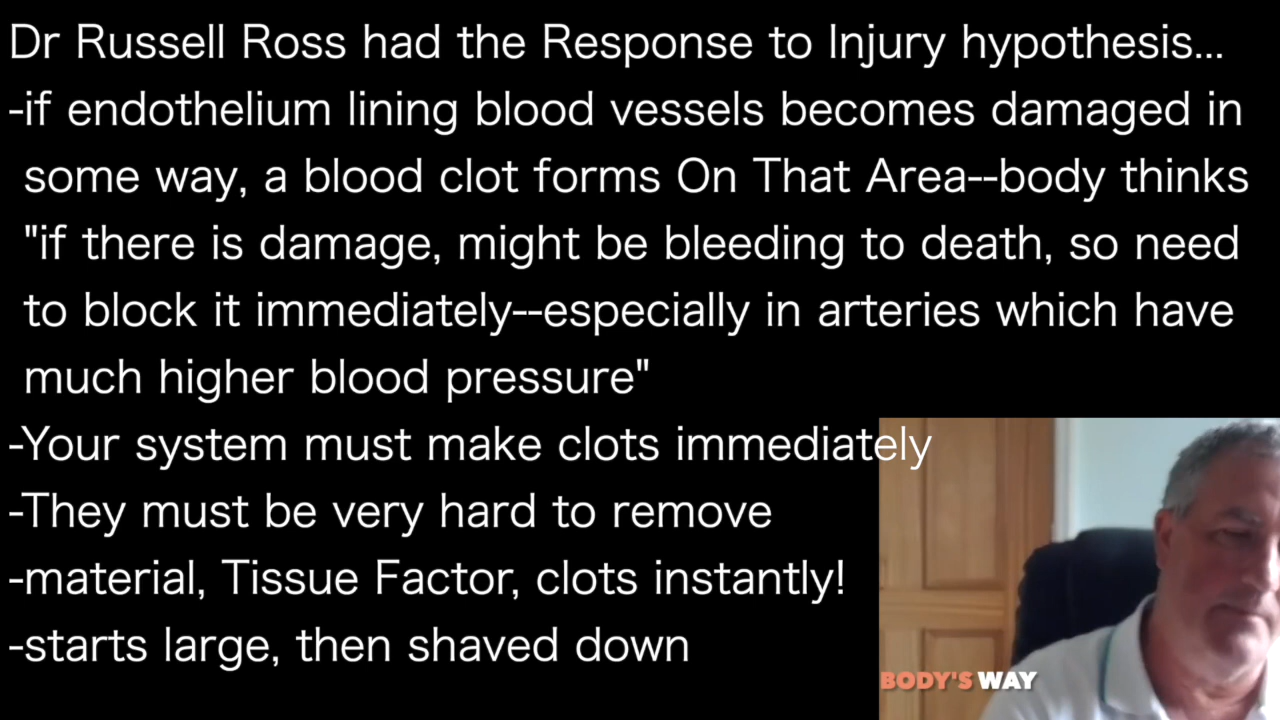 Dr Russell Ross had the Response to Injury hypothesis...
-if endothelium lining blood vessels becomes damaged in
some way, a blood clot forms On That Area--body thinks
"if there is damage, might be bleeding to death, so need
to block it immediately--especially in arteries which have
much higher blood pressure"
-Your system must make clots immediately
-They must be very hard to remove
-material, Tissue Factor, clots instantly!
-starts large, then shaved down
BODY'S WAY